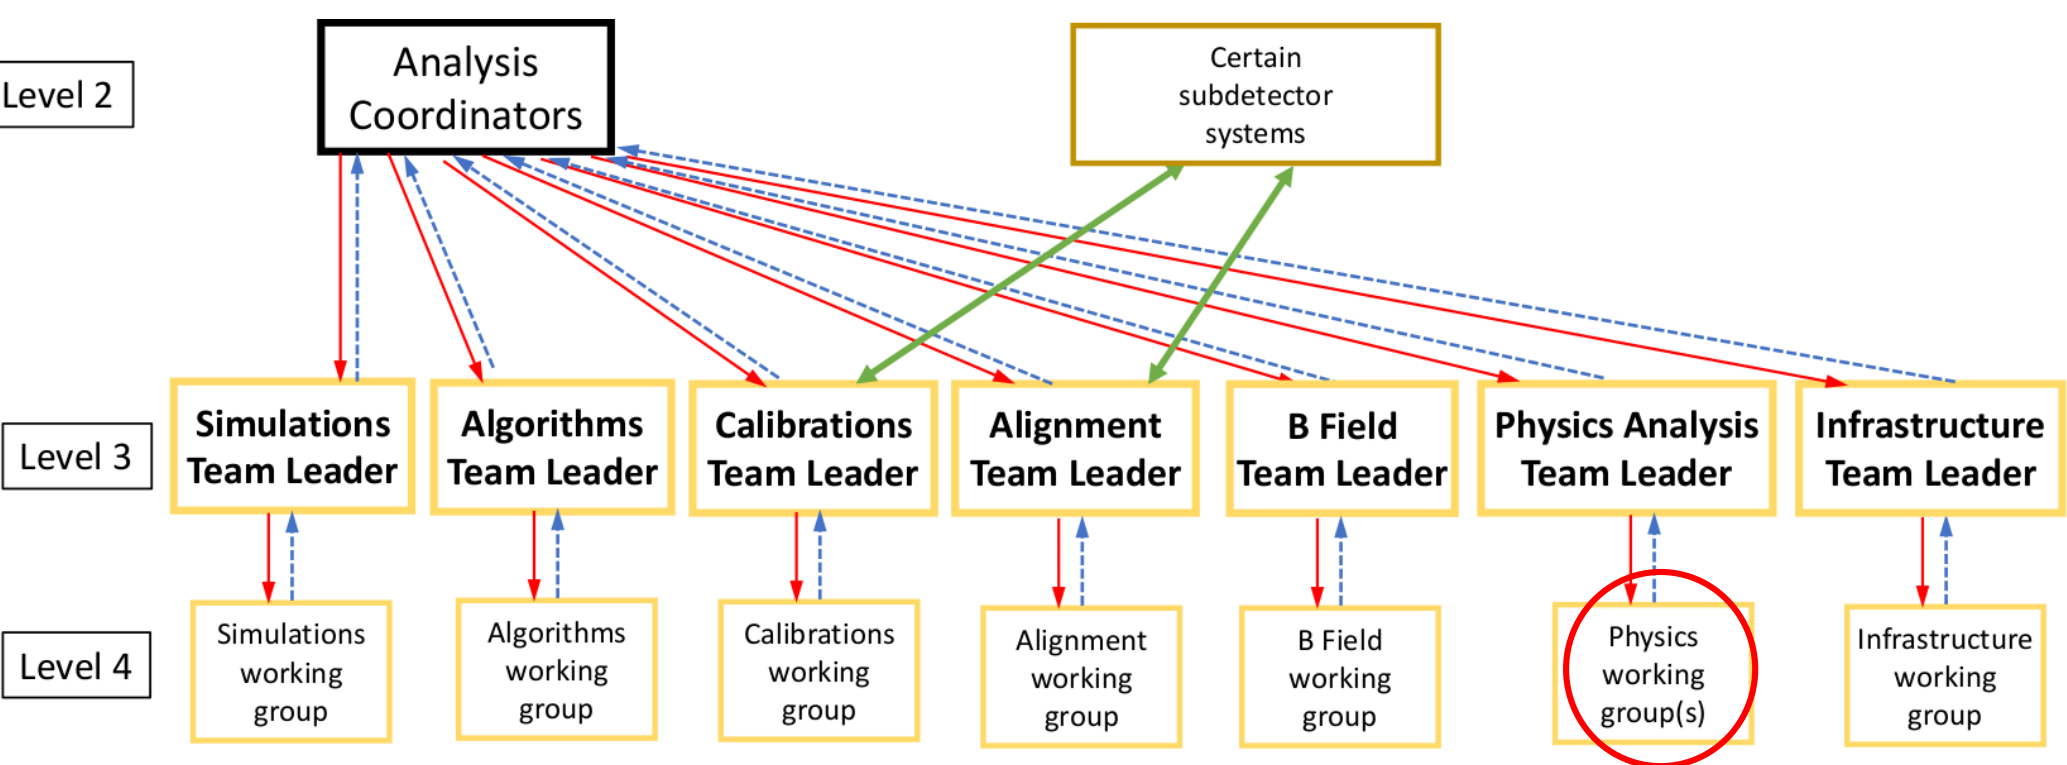 Level 2
Analysis
Coordinators
Certain
subdetector
systems
Level 3
Simulations
Team Leader
Algorithms
Team Leader
Calibrations
Team Leader
Alignment
Team Leader
B Field
Team Leader
Physics Analysis
Team Leader
Infrastructure
Team Leader
Level 4
Simulations
working
group
Algorithms
working
group
Calibrations
working
group
Alignment
working
group
B Field
working
group
Physics
working
group(s)
Infrastructure
working
group